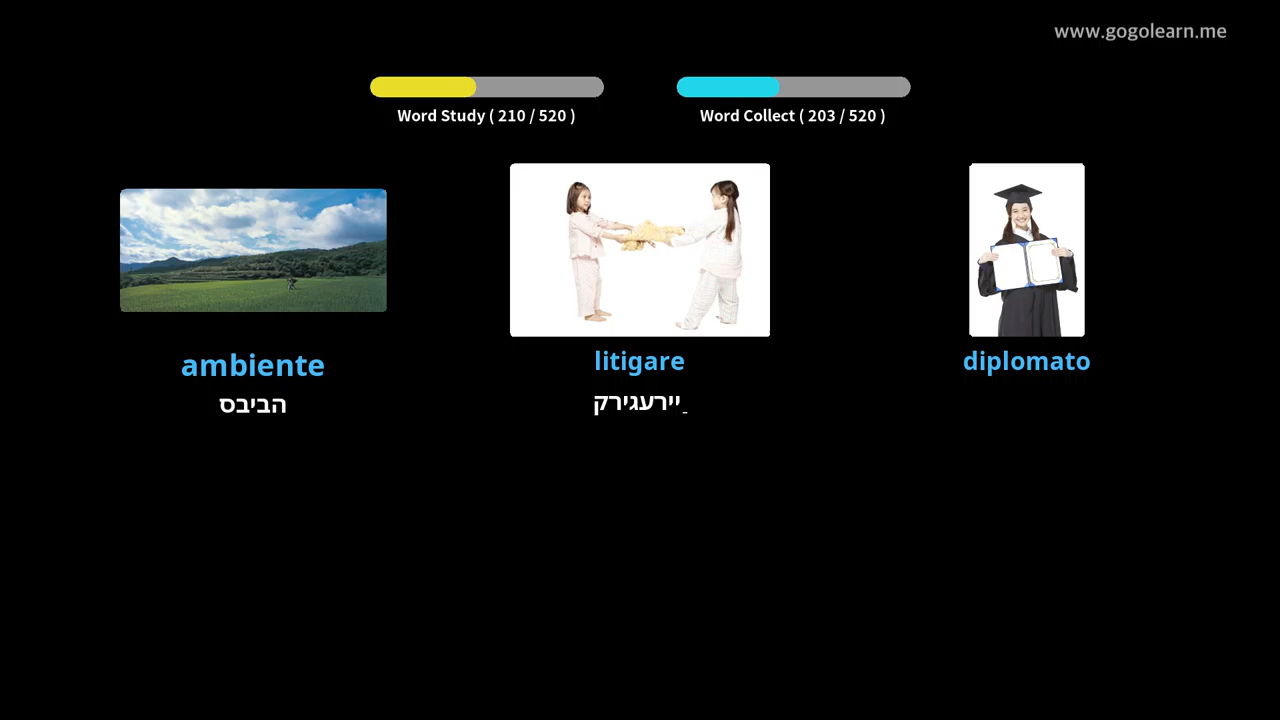 www.gogolearn.me
Word Study ( 210 / 520 )
Word Collect ( 203 / 520 )
ambiente
הביבס
litigare
ַיירעגירק
diplomato